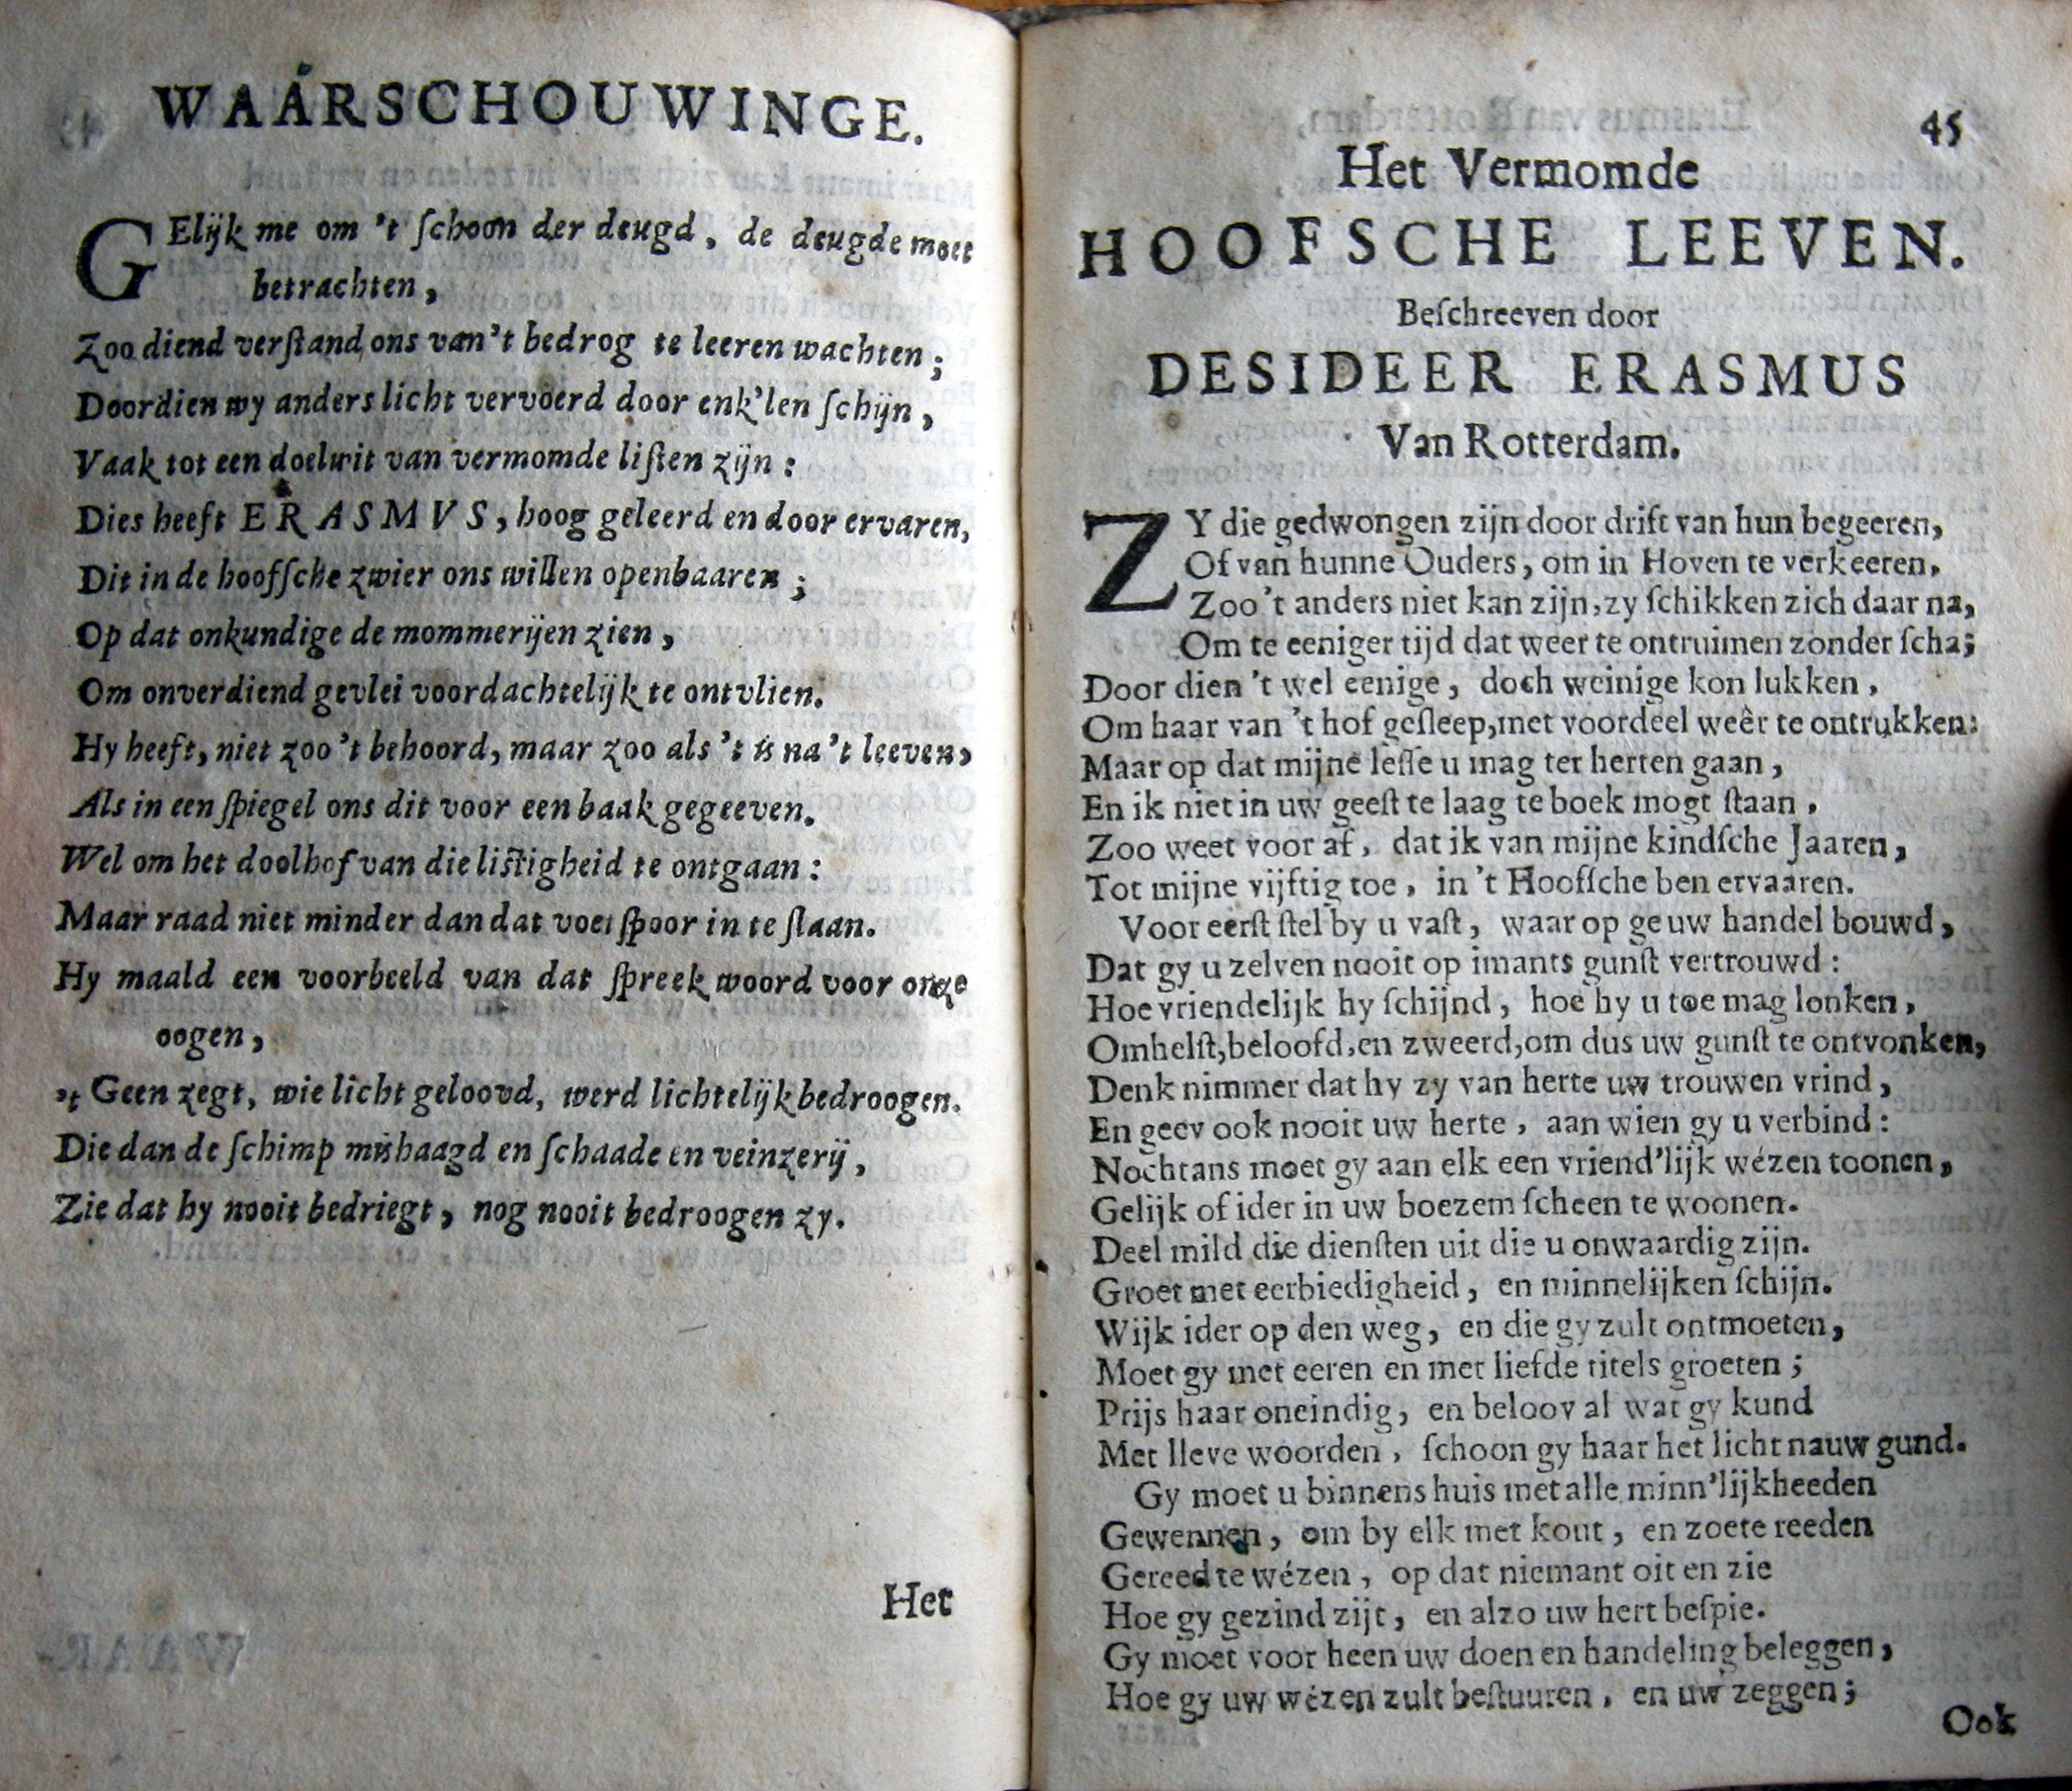 WAARSCHOUWINGE.
GElijk me om 't ſchoon der deugd, de deugde moet
betrachten,
Zoo diend verſtand ons van 't bedrog te leeren wachten;
Doordien wy anders licht vervoerd door enk'len ſchijn,
Vaak tot een doelwit van vermomde liſten zijn:
Dies heeft ERASMVS, hoog geleerd en door ervaren,
Dit in de hoofſche zwier ons willen openbaaren;
Op dat onkundige de mommerijen zien,
Om onverdiend gevlei voordachtelijk te ontvlien.
Hy heeft, niet zoo 't behoord, maar zoo als 't is na 't leeven,
Als in een ſpiegel ons dit voor een baak gegeeven.
Wel om het doolhof van die liſtigheid te ontgaan:
Maar raad niet minder dan dat voetſpoor in te ſlaan.
Hy maald een voorbeeld van dat ſpreekwoord voor onze
oogen,
't Geen zegt, wie licht geloovd, werd lichtelijk bedroogen.
Die dan de ſchimp mishaagd en ſchaade en veinzerij,
Zie dat hy nooit bedriegt, nog nooit bedroogen zy.
Het
45
Het Vermomde
HOOFSCHE LEEVEN.
Beſchreeven door
DESIDEER ERASMUS
Van Rotterdam.
ZY die gedwongen zijn door drift van hun begeeren,
Of van hunne Ouders, om in Hoven te verkeeren,
Zoo 't anders niet kan zijn, zy ſchikken zich daar na,
Om te eeniger tijd dat weer te ontruimen zonder ſcha;
Door dien 't wel eenige, doch weinige kon lukken,
Om haar van 't hof geſleep, met voordeel weêr te ontrukken:
Maar op dat mijne leſſe u mag ter herten gaan,
En ik niet in uw geeſt te laag te boek mogt ſtaan,
Zoo weet voor af, dat ik van mijne kindſche Jaaren,
Tot mijne vijftig toe, in 't Hoofſche ben ervaaren.
Voor eerſt ſtel by u vaſt, waar op ge uw handel bouwd,
Dat gy u zelven nooit op imants gunſt vertrouwd:
Hoe vriendelijk hy ſchijnd, hoe hy u toe mag lonken,
Omhelſt, beloofd, en zweerd, om dus uw gunſt te ontvonken,
Denk nimmer dat hy zy van herte uw trouwen vrind,
En geev ook nooit uw herte, aan wien gy u verbind:
Nochtans moet gy aan elk een vriend'lijk wézen toonen,
Gelijk of ider in uw boezem ſcheen te woonen.
Deel mild die dienſten uit die u onwaardig zijn.
Groet met eerbiedigheid, en minnelijken ſchijn.
Wijk ider op den weg, en die gy zult ontmoeten,
Moet gy met eeren en met liefde titels groeten;
Prijs haar oneindig, en beloov al wat gy kund
Met lieve woorden, ſchoon gy haar het licht nauw gund.
Gy moet u binnens huis met alle minn'lijkheeden
Gewennen, om by elk met kout, en zoete reeden
Gereed te wézen, op dat niemant oit en zie
Hoe gy gezind zijt, en alzo uw hert beſpie.
Gy moet voor heen uw doen en handeling beleggen,
Hoe gy uw wézen zult beſtuuren, en uw zeggen;
Ook